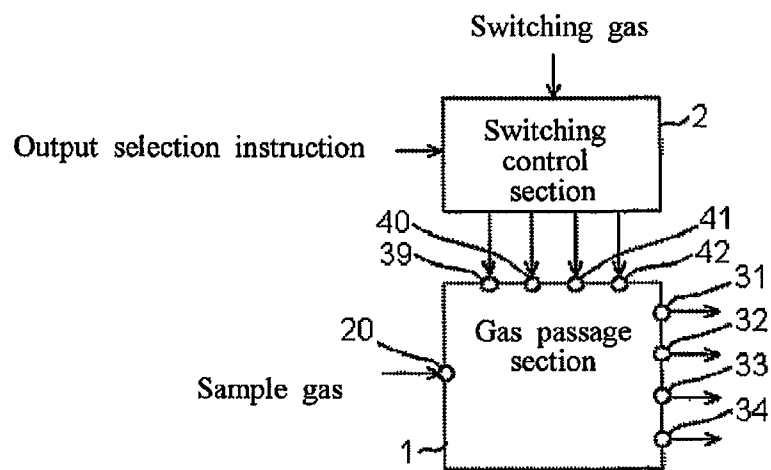 Switching gas
2
Output selection instruction
Switching
control
section
40
41
39
42
31
20
Gas passage
section
32
33
Sample gas
34
1